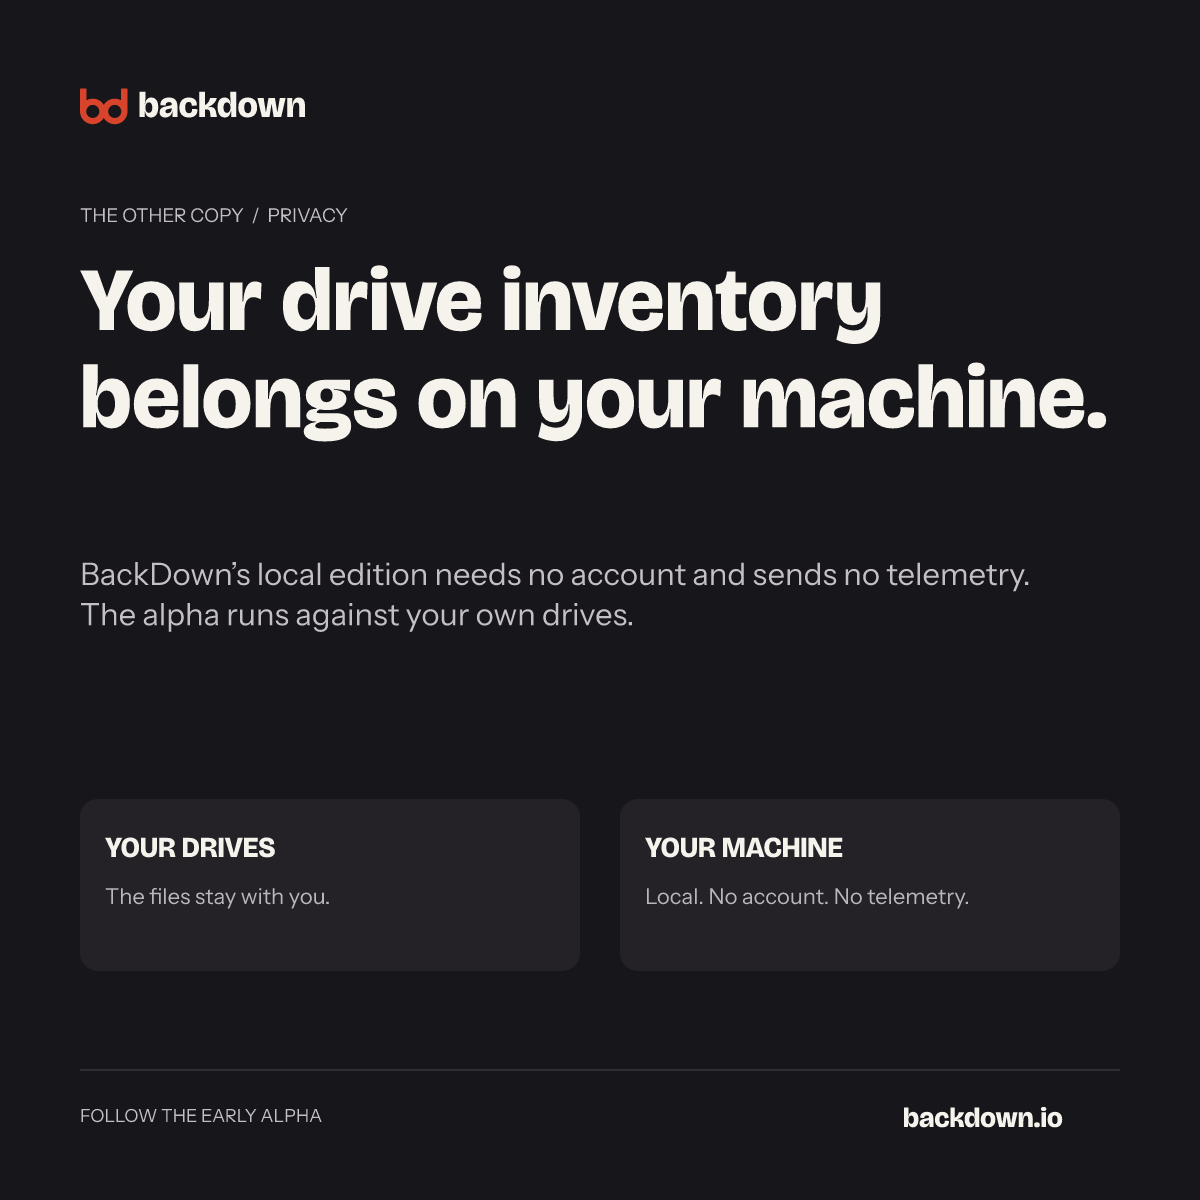 bd backdown
THE OTHER COPY / PRIVACY
Your drive inventory
belongs on your machine.
BackDown’s local edition needs no account and sends no telemetry.
The alpha runs against your own drives.
YOUR DRIVES
The files stay with you.
YOUR MACHINE
Local. No account. No telemetry.
FOLLOW THE EARLY ALPHA
backdown.io